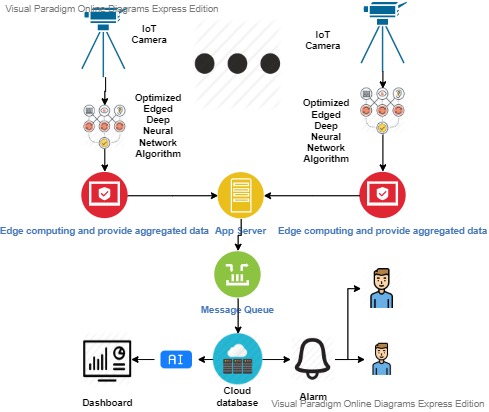 Visual Paradigm Online Diagrams Express Edition
IoT
Camera
IoT
Camera
Optimized
Edged
Deep
Neural
Network
Algorithm
Optimized
Edged
Deep
Neural
Network
Algorithm
Edge computing and provide aggregated data
App Server
Edge computing and provide aggregated data
Message Queue
AI
Dashboard
Cloud
database
Alarm
Visual Paradigm Online Diagrams Express Edition